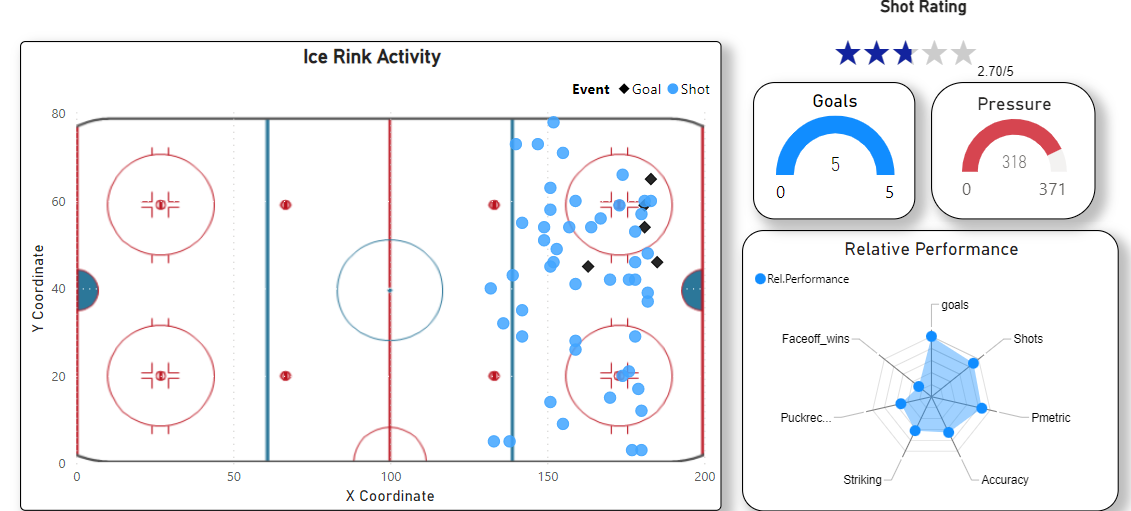 Shot Rating
2.70/5
Ice Rink Activity
Event Goal Shot
80
60
40
20
0
Y Coordinate
0 50 100 150 200
X Coordinate
Goals
5
0 5
Pressure
318
0 371
Relative Performance
Rel.Performance
goals
Faceoff_wins Shots
Puckrec... Pmetric
Striking Accuracy